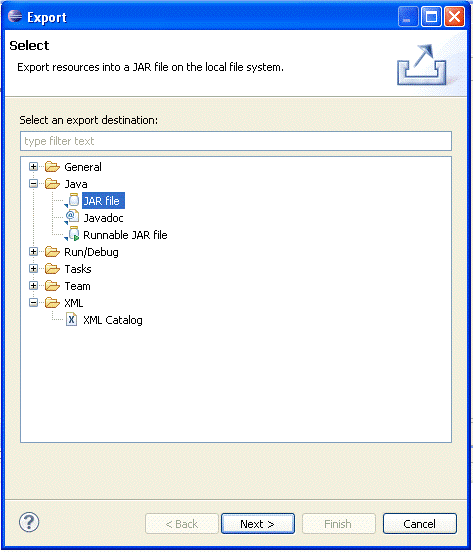 Export
Select
Export resources into a JAR file on the local file system.
Select an export destination:
type filter text
General
Java
JAR file
Javadoc
Runnable JAR file
Run/Debug
Tasks
Team
XML
XML Catalog
< Back
Next >
Finish
Cancel